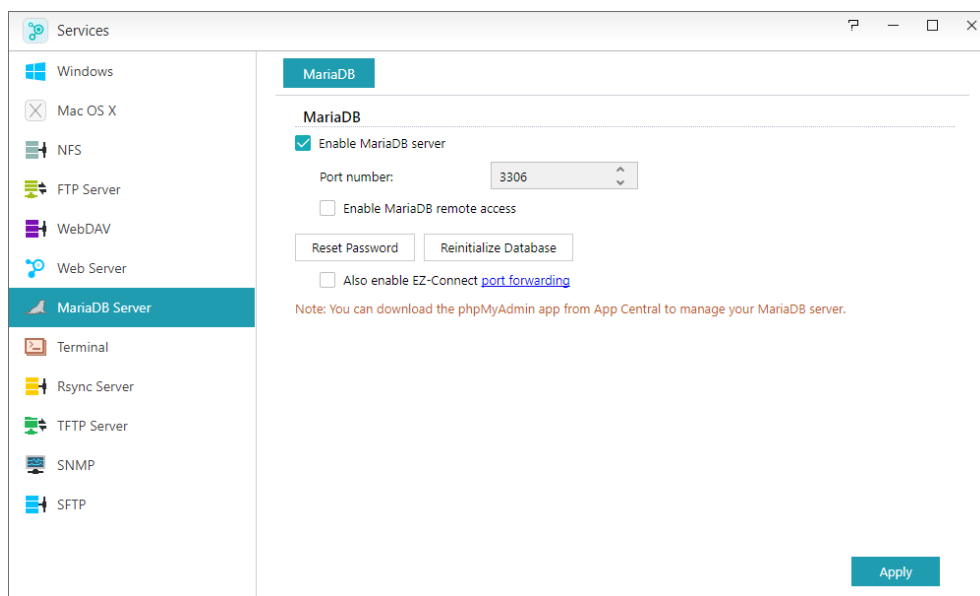 Services
Windows
Mac OS X
NFS
FTP Server
WebDAV
Web Server
MariaDB Server
Terminal
Rsync Server
TFTP Server
SNMP
SFTP
MariaDB
MariaDB
Enable MariaDB server
Port number: 3306
Enable MariaDB remote access
Reset Password Reinitialize Database
Also enable EZ-Connect port forwarding
Note: You can download the phpMyAdmin app from App Central to manage your MariaDB server.
Apply